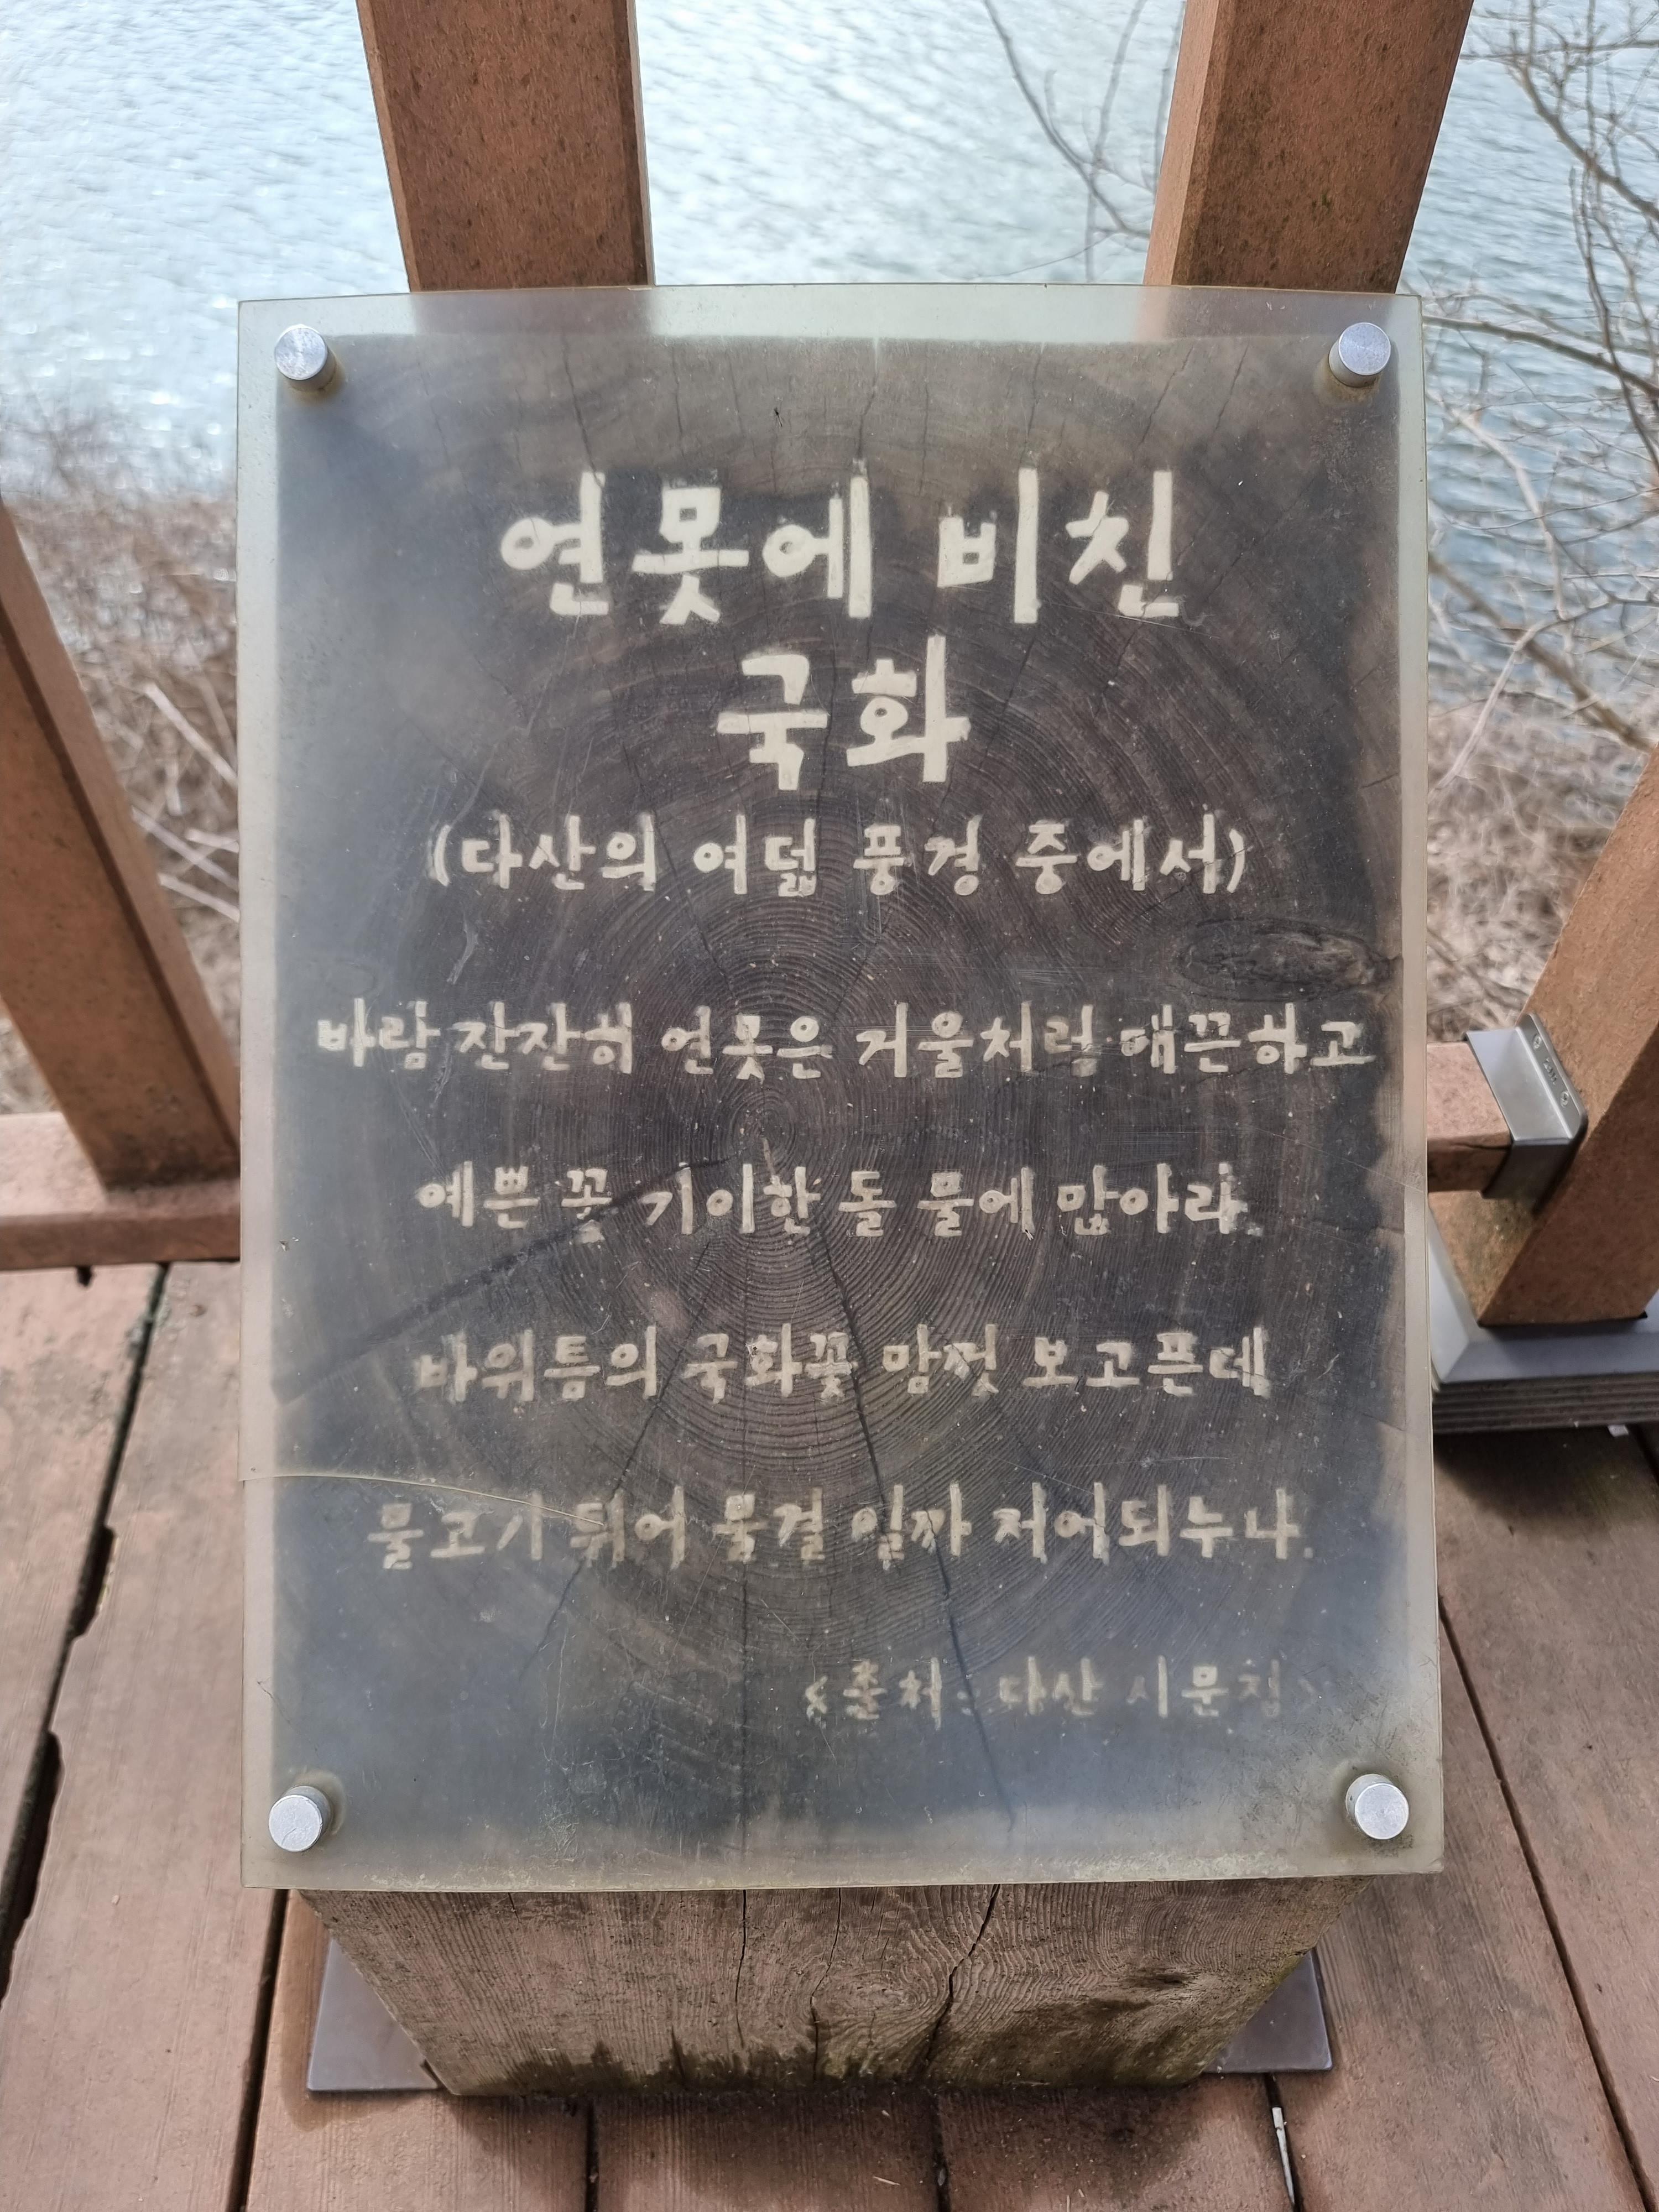 연못에 비친
국화
(다산의 여덟 풍경 중에서)
바람 잔잔히 연못은 거울처럼 매끈하고
예쁜 꽃 기이한 돌 물에 많아라.
바위틈의 국화꽃 맘껏 보고픈데
물고기 뛰어 물결 일까 저어되누나.
<출처 : 다산 시문집>